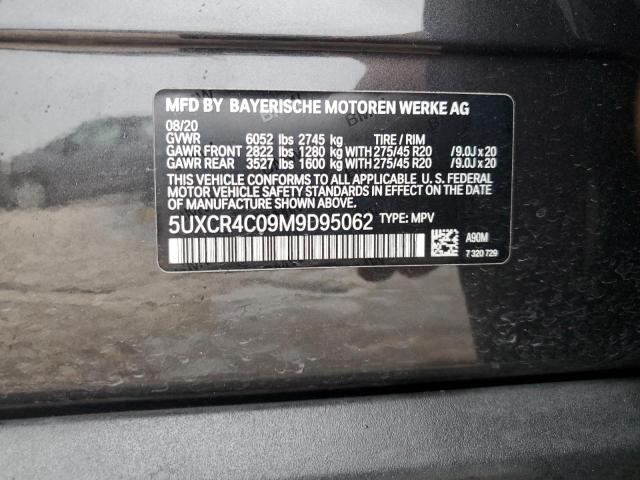 MFD BY BAYERISCHE MOTOREN WERKE AG
08/20
GVWR 6052 lbs 2745 kg TIRE / RIM
GAWR FRONT 2822 lbs 1280 kg WITH 275/45 R20 /9.0J x 20
GAWR REAR 3527 lbs 1600 kg WITH 275/45 R20 /9.0J x 20
THIS VEHICLE CONFORMS TO ALL APPLICABLE U. S. FEDERAL
MOTOR VEHICLE SAFETY STANDARDS IN EFFECT ON THE DATE OF
MANUFACTURE SHOWN ABOVE.
5UXCR4C09M9D95062 TYPE: MPV
A90M
7 320 729